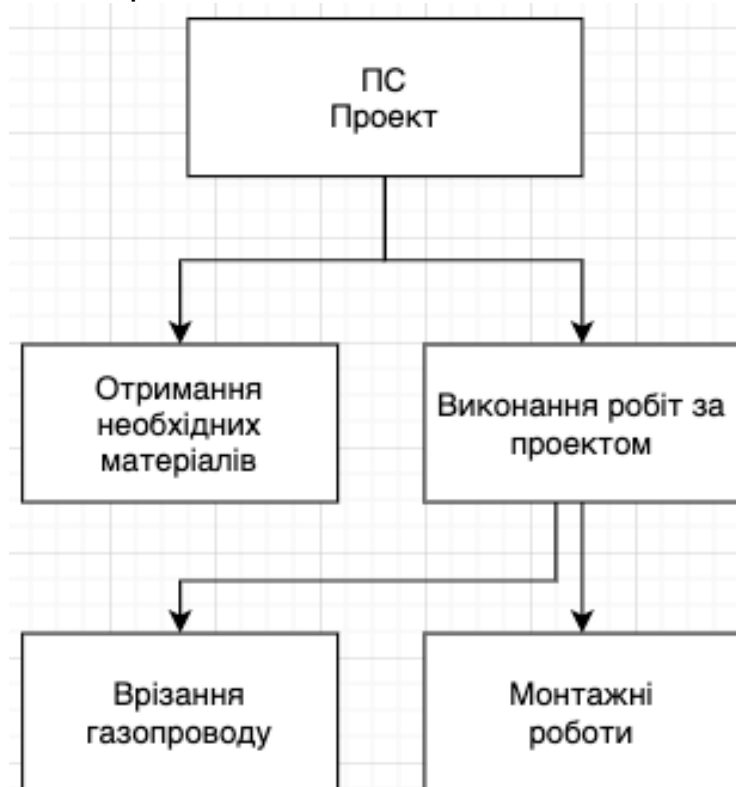 ПС
Проект
Отримання
необхідних
матеріалів
Виконання робіт за
проектом
Врізання
газопроводу
Монтажні
роботи